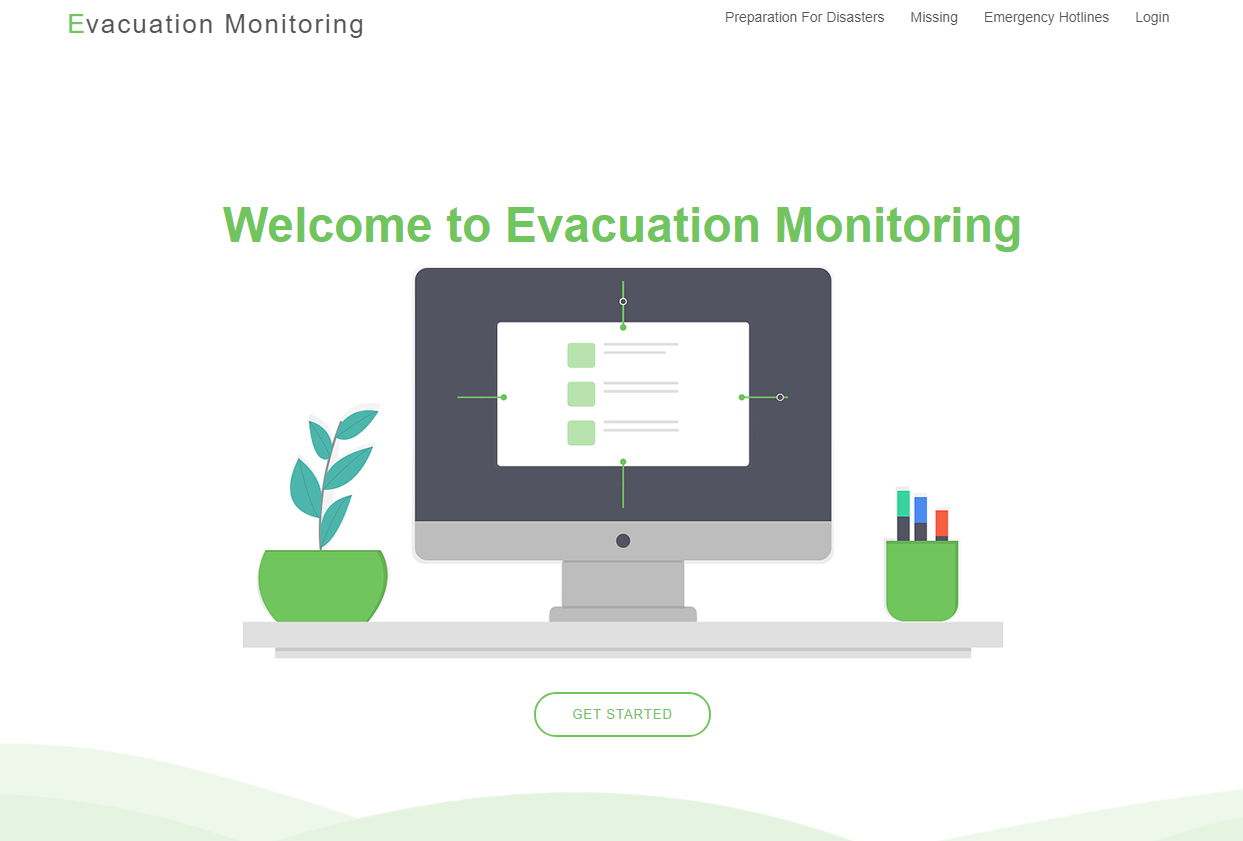 Evacuation Monitoring
Preparation For Disasters
Missing
Emergency Hotlines
Login
Welcome to Evacuation Monitoring
GET STARTED